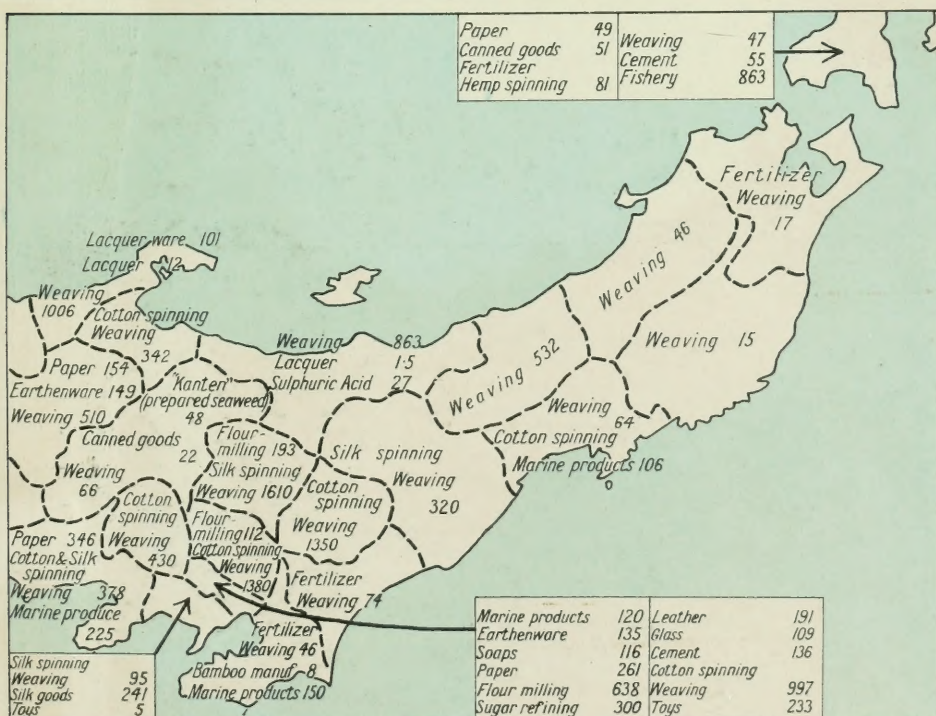 Paper 49
Canned goods 51
Fertilizer
Hemp spinning 81
Weaving 47
Cement 55
Fishery 863
Fertilizer
Weaving
17
Weaving 46
Weaving 15
Lacquer ware 101
Lacquer 12
Weaving
1006
Cotton spinning
Weaving
342
Paper 154
Earthenware 149
Weaving 510
"Kanten"
(prepared seaweed)
48
Weaving 863
Lacquer 1·5
Sulphuric Acid 27
Weaving 532
Weaving
64
Cotton spinning
Marine products 106
Canned goods
22
Weaving
66
Flour-
milling 193
Silk spinning
Weaving 1610
Silk spinning
Weaving
320
Cotton
spinning
Weaving
1350
Cotton
spinning
Weaving
430
Flour-
milling 112
Cotton spinning
Weaving
1380
Paper 346
Cotton & Silk
spinning
Weaving 378
Marine produce
225
Fertilizer
Weaving 74
Fertilizer
Weaving 46
Bamboo manuf 8
Marine products 150
Silk spinning
Weaving 95
Silk goods 241
Toys 5
Marine products 120
Earthenware 135
Soaps 116
Paper 261
Flour milling 638
Sugar refining 300
Leather 191
Glass 109
Cement 136
Cotton spinning
Weaving 997
Toys 233